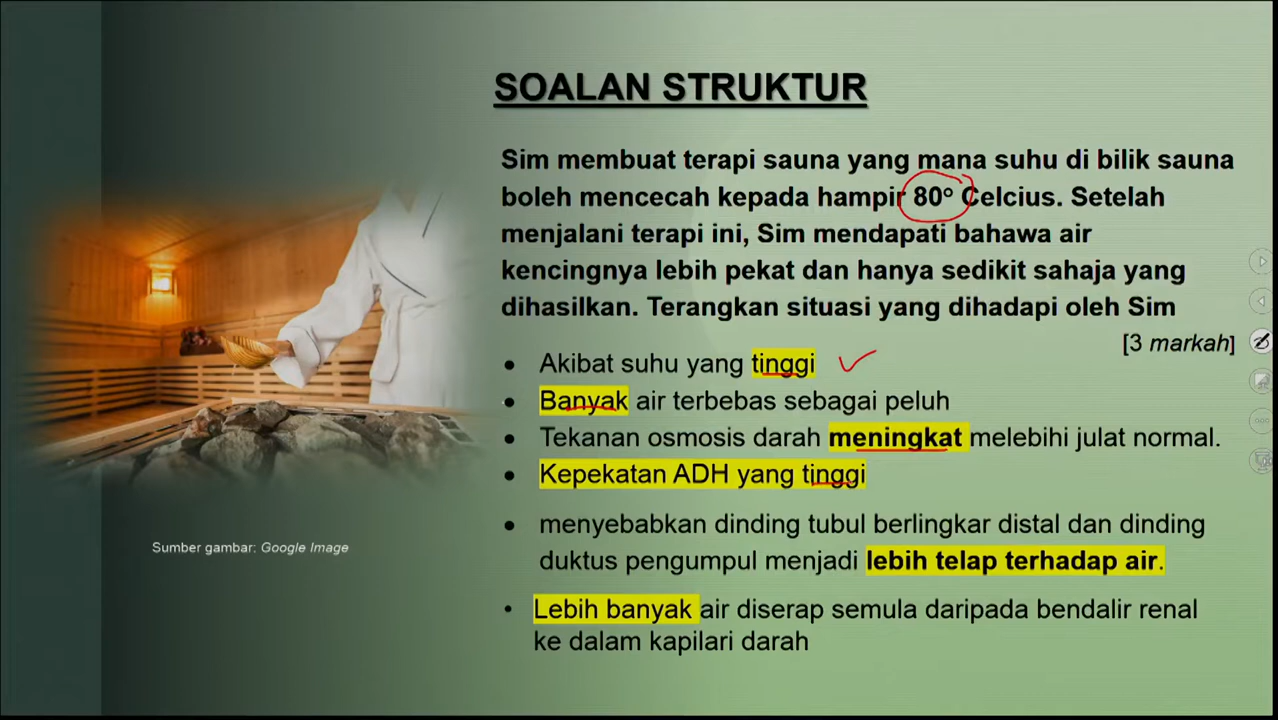 SOALAN STRUKTUR
Sim membuat terapi sauna yang mana suhu di bilik sauna
boleh mencecah kepada hampir 80° Celcius. Setelah
menjalani terapi ini, Sim mendapati bahawa air
kencingnya lebih pekat dan hanya sedikit sahaja yang
dihasilkan. Terangkan situasi yang dihadapi oleh Sim
[3 markah]
• Akibat suhu yang tinggi
• Banyak air terbebas sebagai peluh
• Tekanan osmosis darah meningkat melebihi julat normal.
• Kepekatan ADH yang tinggi
• menyebabkan dinding tubul berlingkar distal dan dinding
duktus pengumpul menjadi lebih telap terhadap air.
• Lebih banyak air diserap semula daripada bendalir renal
ke dalam kapilari darah
Sumber gambar: Google Image